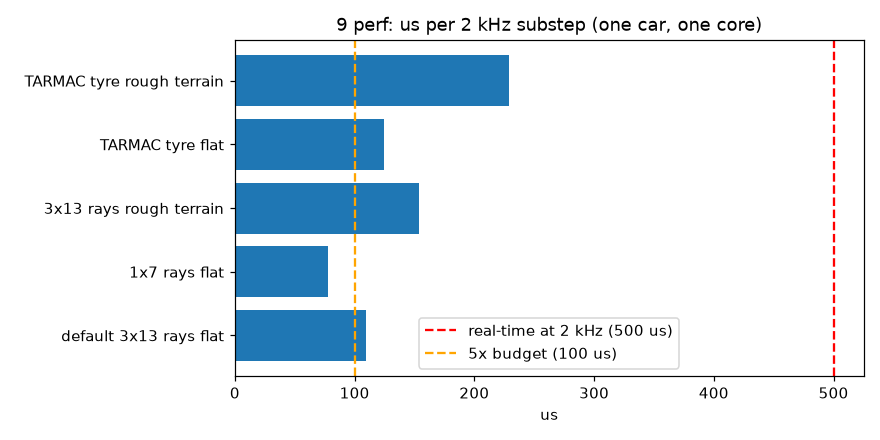 9 perf: us per 2 kHz substep (one car, one core)
TARMAC tyre rough terrain
TARMAC tyre flat
3x13 rays rough terrain
1x7 rays flat
default 3x13 rays flat
real-time at 2 kHz (500 us)
5x budget (100 us)
0 100 200 300 400 500
us